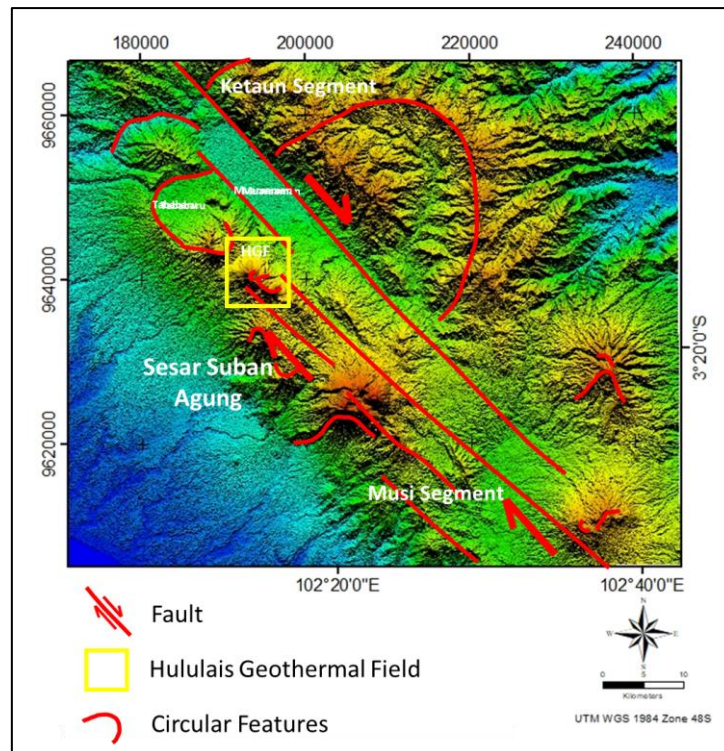 180000 200000 220000 240000
9660000
9640000
9620000
Ketaun Segment
HGF
Sesar Suban
Agung
Musi Segment
3°20'0"S
102°20'0"E 102°40'0"E
Fault
Hululais Geothermal Field
Circular Features
N
W E
S
0 5 10
Kilometers
UTM WGS 1984 Zone 48S